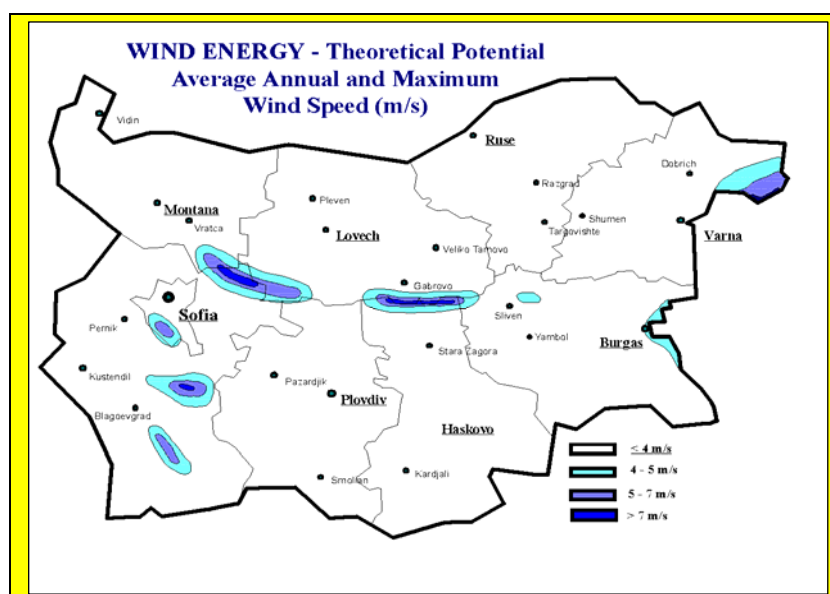 WIND ENERGY - Theoretical Potential
Average Annual and Maximum
Wind Speed (m/s)
Vidin
Ruse
Dobrich
Razgrad
Montana
Pleven
Shumen
Vratca
Lovech
Targovishte
Varna
Veliko Tarnovo
Gabrovo
Sofia
Sliven
Pernik
Yambol
Burgas
Stara Zagora
Kustendil
Pazardjik
Plovdiv
Blagoevgrad
Haskovo
Smolian
Kardjali
≤ 4 m/s
4 - 5 m/s
5 - 7 m/s
> 7 m/s